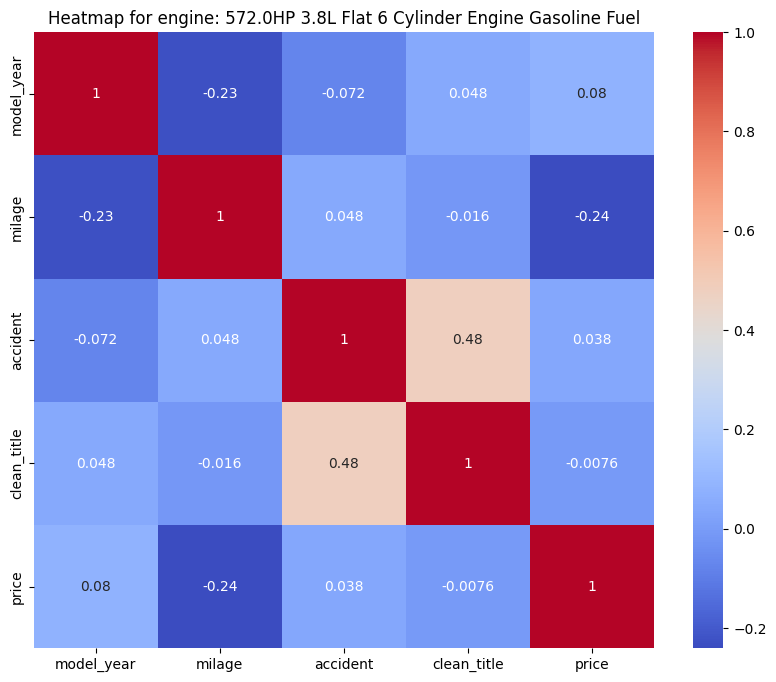 Heatmap for engine: 572.0HP 3.8L Flat 6 Cylinder Engine Gasoline Fuel
model_year
1
-0.23
-0.072
0.048
0.08
milage
-0.23
1
0.048
-0.016
-0.24
accident
-0.072
0.048
1
0.48
0.038
clean_title
0.048
-0.016
0.48
1
-0.0076
price
0.08
-0.24
0.038
-0.0076
1
model_year
milage
accident
clean_title
price
1.0
0.8
0.6
0.4
0.2
0.0
−0.2